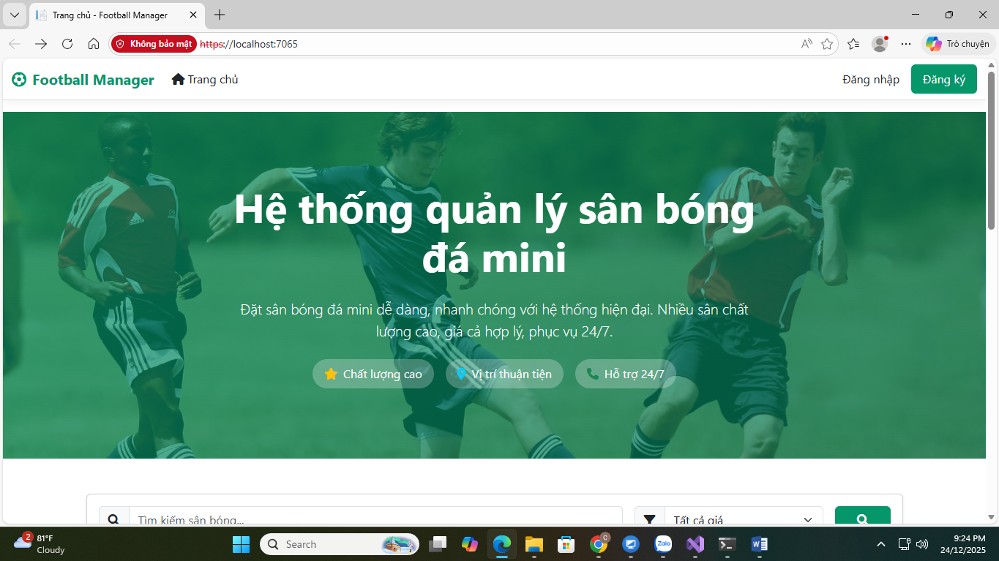 Trang chủ - Football Manager
Không bảo mật
https://localhost:7065
Trò chuyện
Football Manager
Trang chủ
Đăng nhập
Đăng ký
Hệ thống quản lý sân bóng
đá mini
Đặt sân bóng đá mini dễ dàng, nhanh chóng với hệ thống hiện đại. Nhiều sân chất
lượng cao, giá cả hợp lý, phục vụ 24/7.
Chất lượng cao
Vị trí thuận tiện
Hỗ trợ 24/7
Tìm kiếm sân bóng...
Tất cả giá
2
81°F
Cloudy
Search
C
Zalo
9:24 PM
24/12/2025